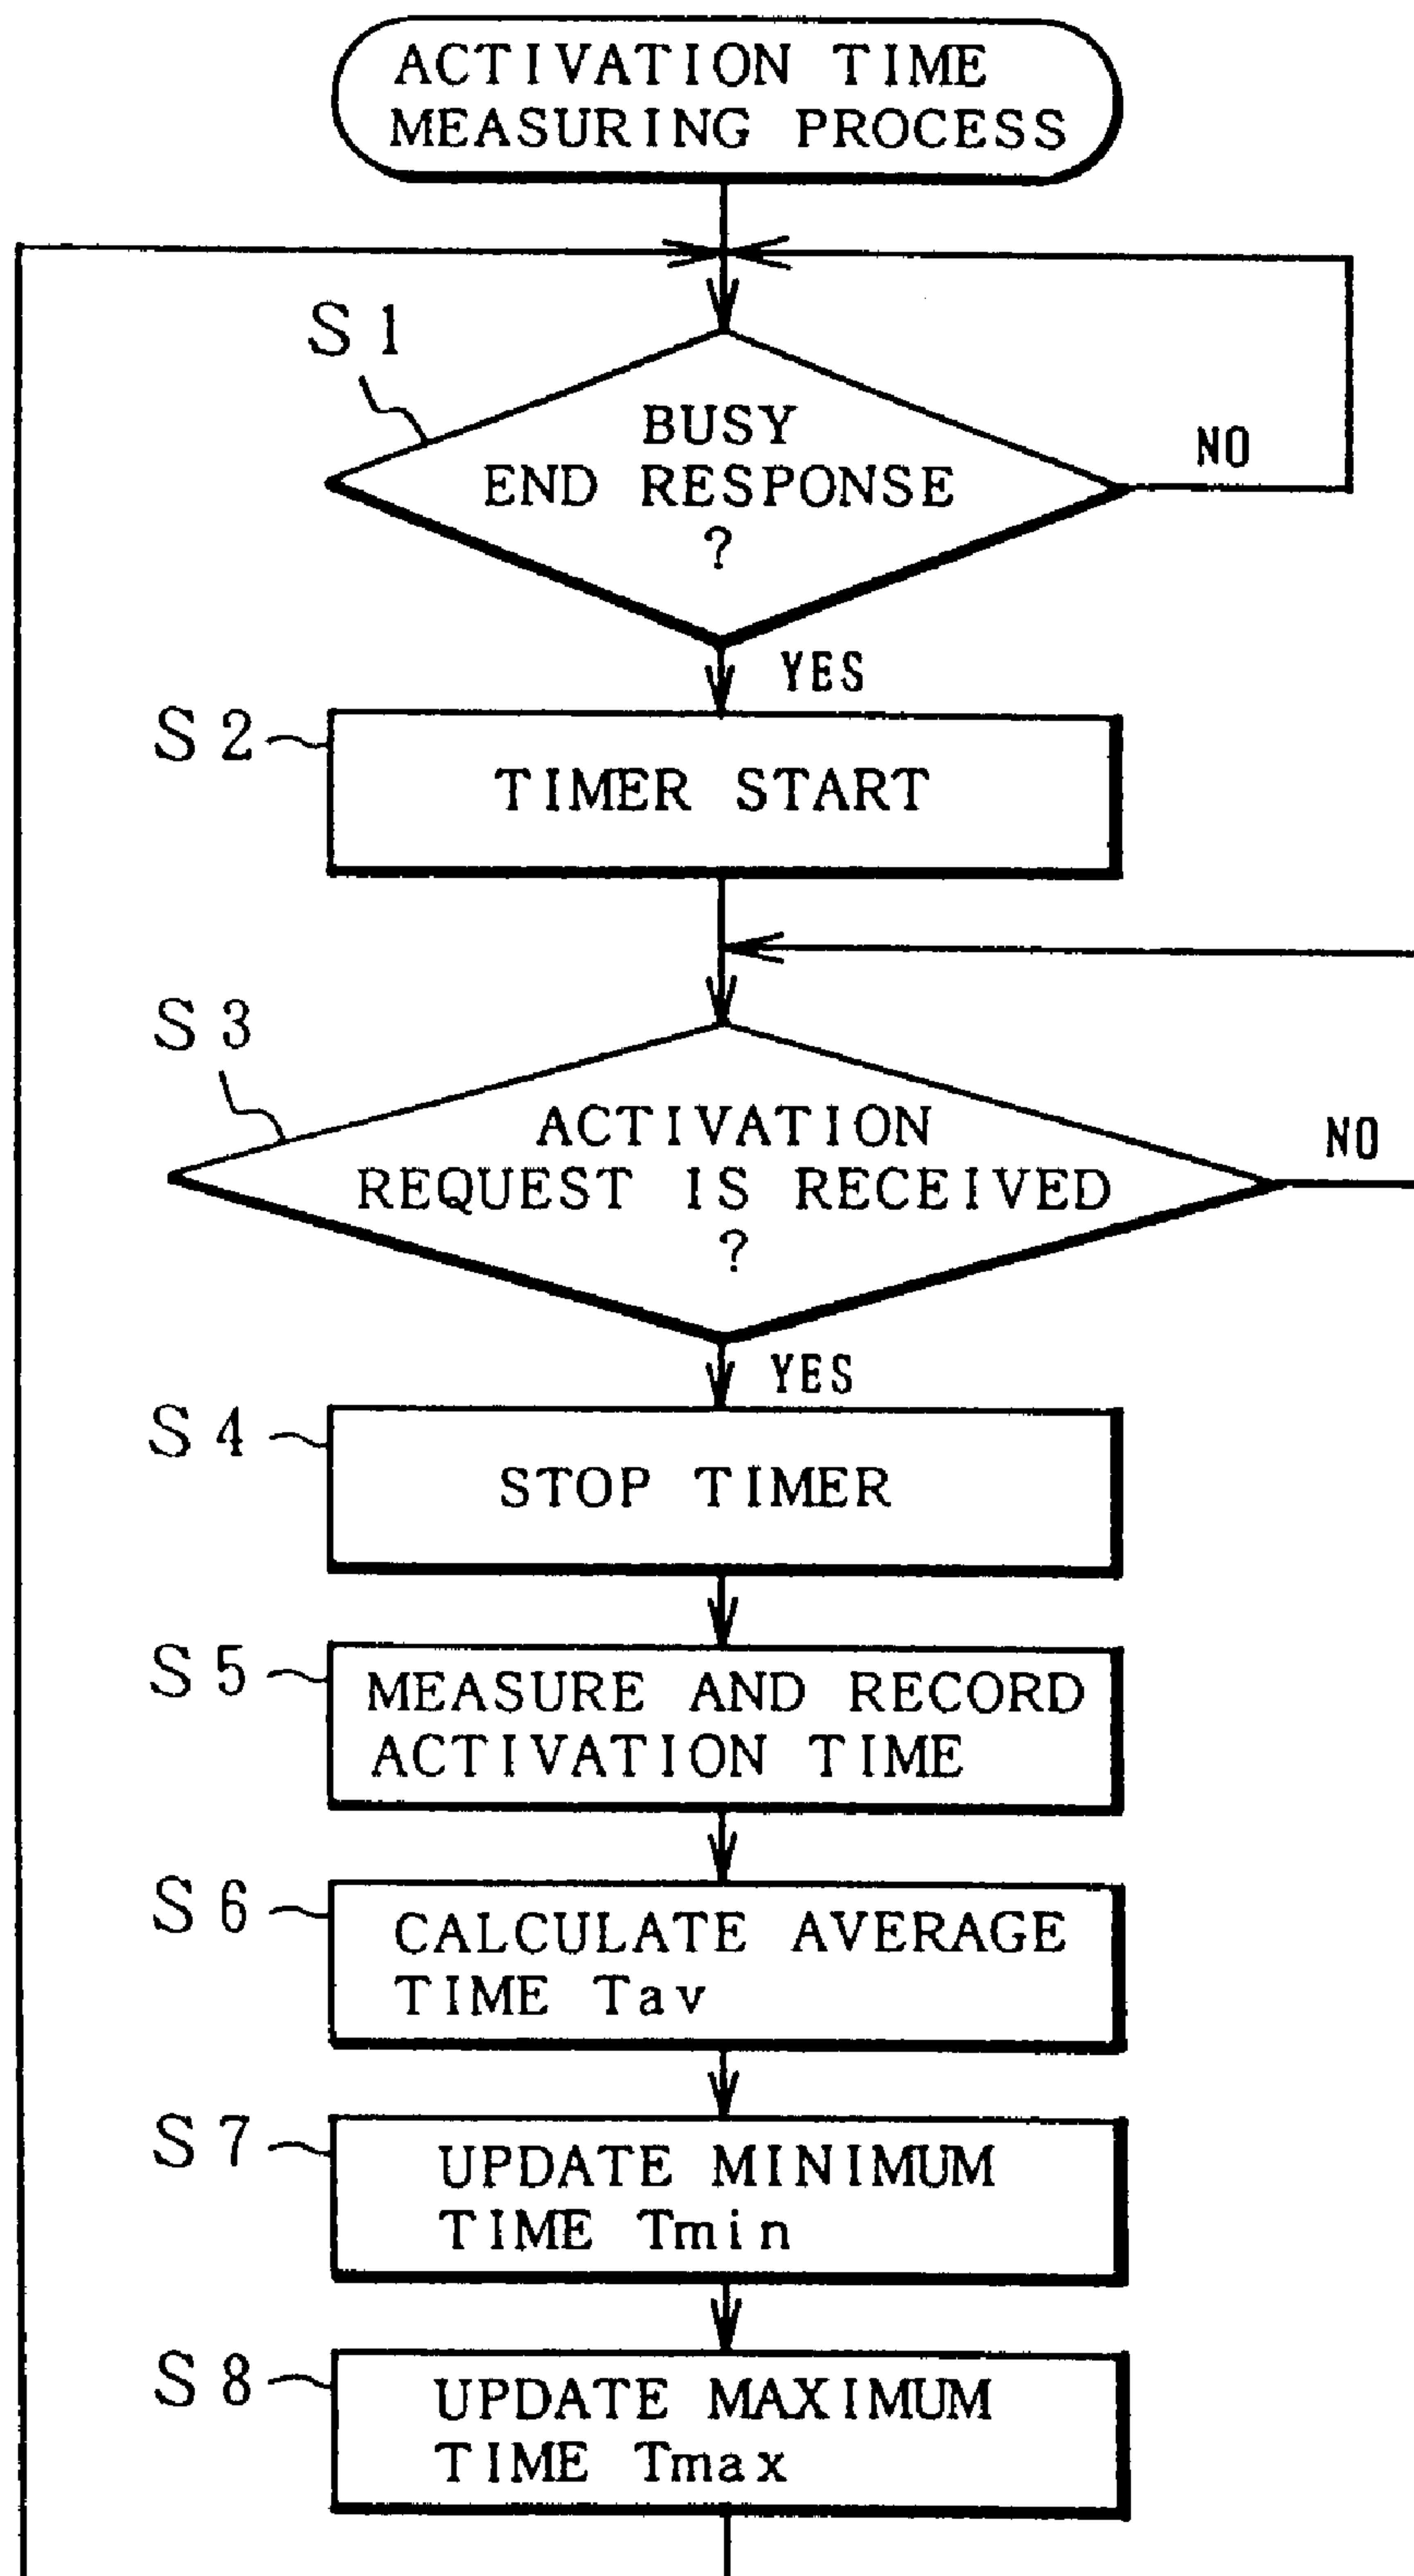 ACTIVATION TIME
MEASURING PROCESS
S1
BUSY
END RESPONSE
?
NO
YES
S2
TIMER START
S3
ACTIVATION
REQUEST IS RECEIVED
?
NO
YES
S4
STOP TIMER
S5
MEASURE AND RECORD
ACTIVATION TIME
S6
CALCULATE AVERAGE
TIME Tav
S7
UPDATE MINIMUM
TIME Tmin
S8
UPDATE MAXIMUM
TIME Tmax